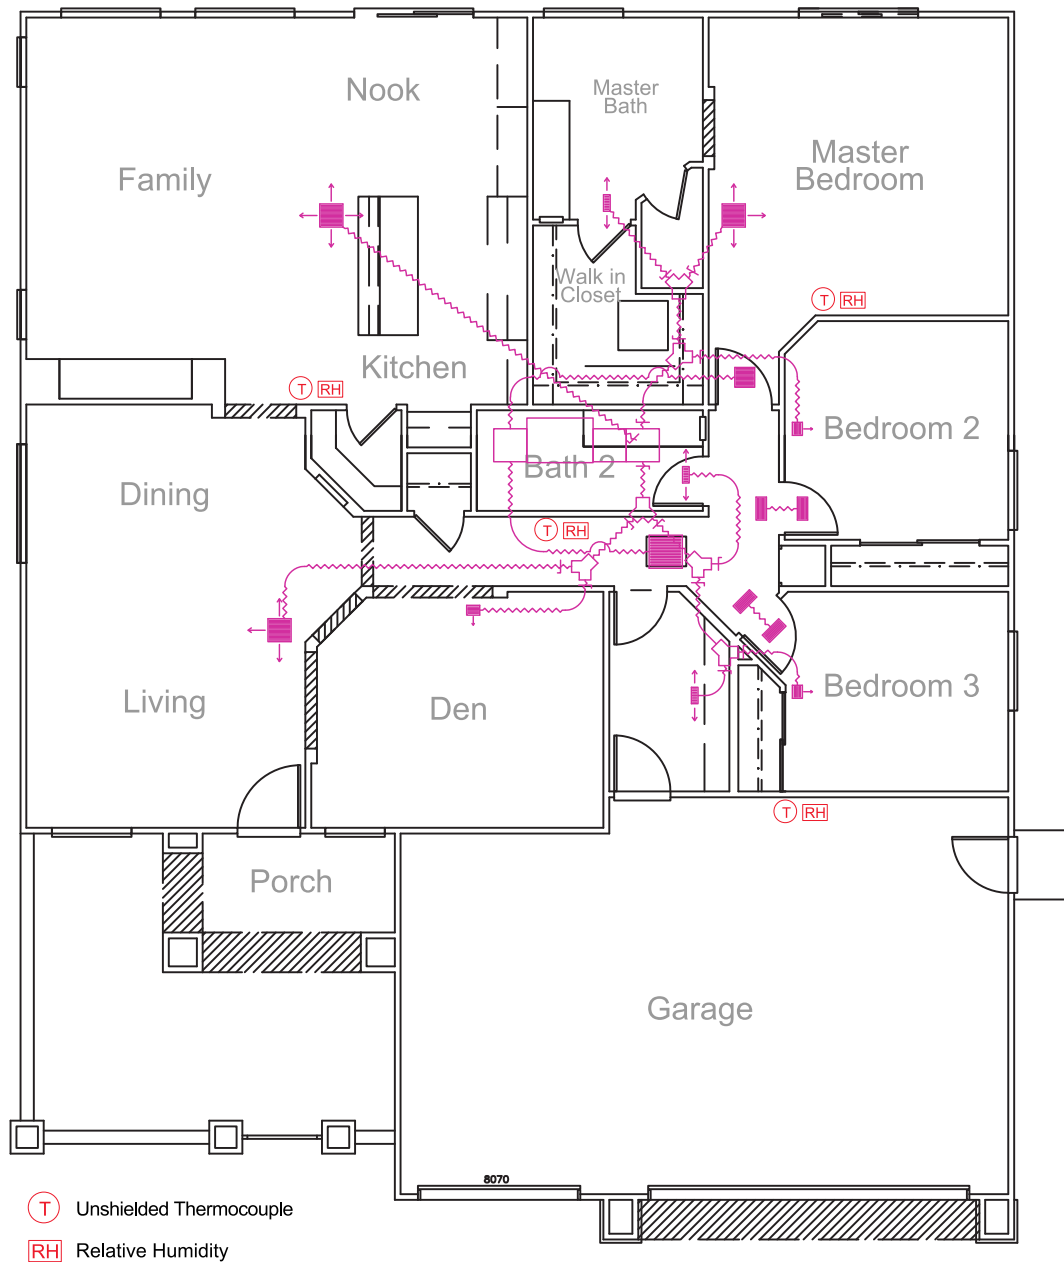 Nook
Master
Bath
Family
Master
Bedroom
Walk in
Closet
T RH
Kitchen
T RH
Bedroom 2
Dining
Bath 2
T RH
Living
Den
Bedroom 3
T RH
Porch
Garage
8070
T Unshielded Thermocouple
RH Relative Humidity